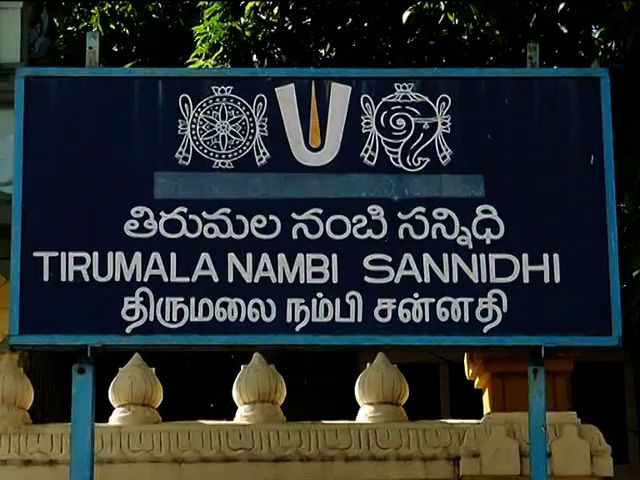 తిరుమల నంబి సన్నిధి
TIRUMALA NAMBI SANNIDHI
திருமலை நம்பி சன்னதி